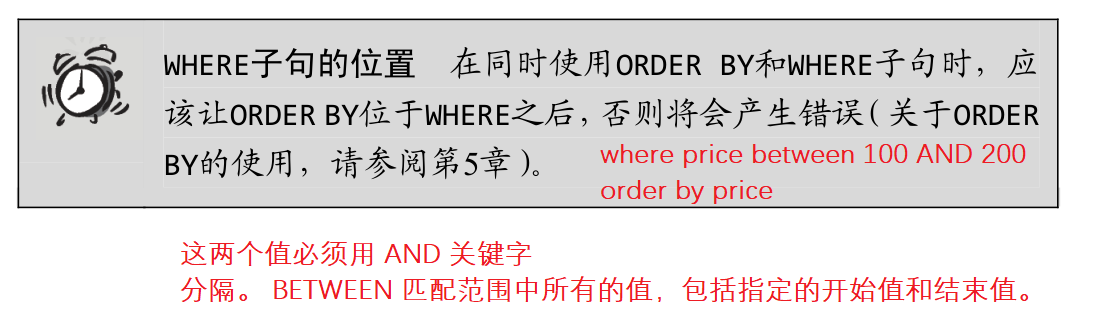 WHERE子句的位置 在同时使用ORDER BY和WHERE子句时，应
该让ORDER BY位于WHERE之后，否则将会产生错误（关于ORDER
BY的使用，请参阅第5章）。
where price between 100 AND 200
order by price
这两个值必须用 AND 关键字
分隔。 BETWEEN 匹配范围中所有的值，包括指定的开始值和结束值。